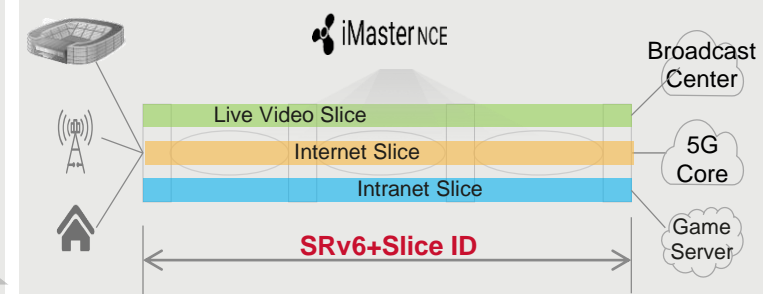 iMaster NCE
Broadcast
Center
Live Video Slice
Internet Slice
5G
Core
Intranet Slice
Game
Server
SRv6+Slice ID